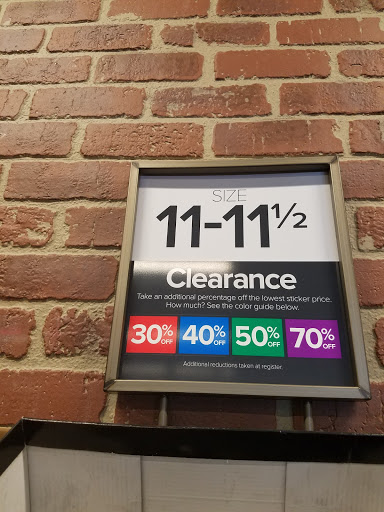 SIZE
11-11½
Clearance
Take an additional percentage off the lowest sticker price.
How much? See the color guide below.
30% OFF 40% OFF 50% OFF 70% OFF
Additional reductions taken at register.